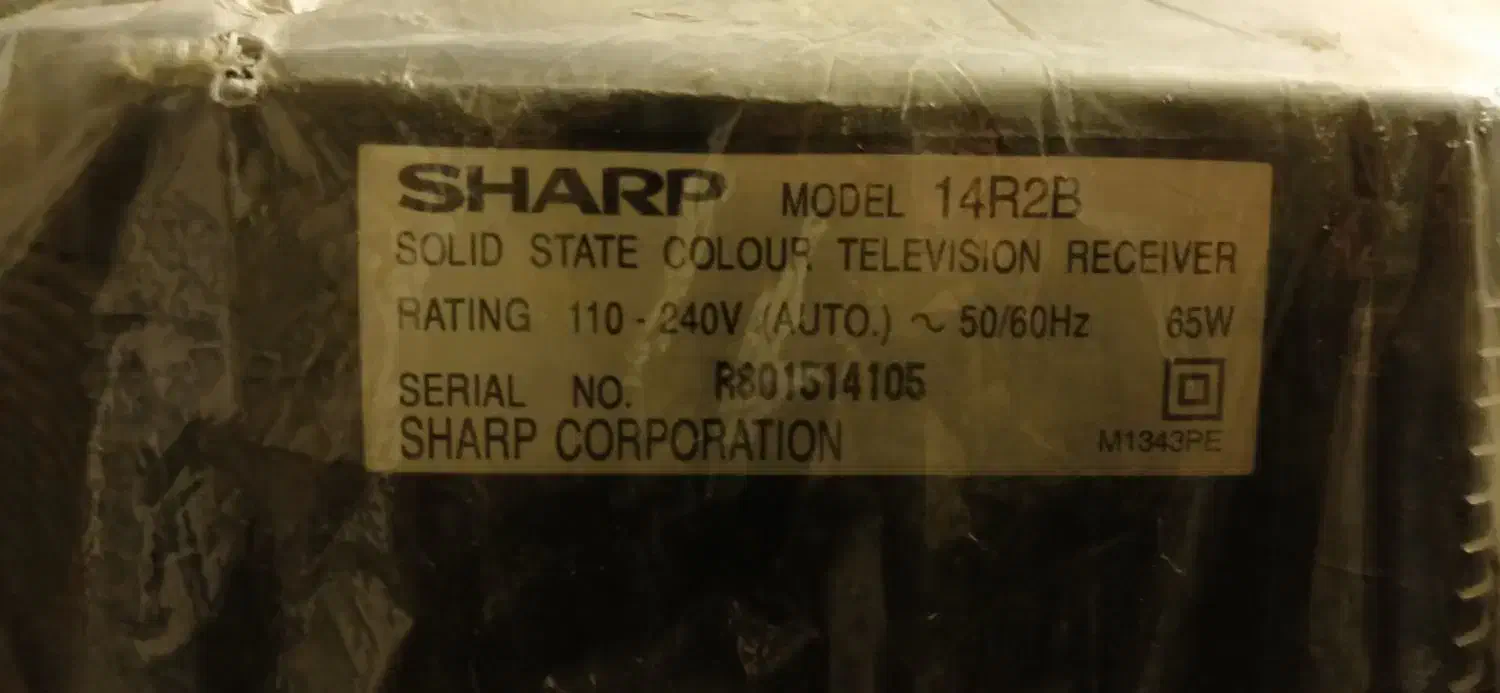 SHARP MODEL 14R2B
SOLID STATE COLOUR TELEVISION RECEIVER
RATING 110 - 240V (AUTO.) ~ 50/60Hz 65W
SERIAL NO. R801514105
SHARP CORPORATION
M1343PE